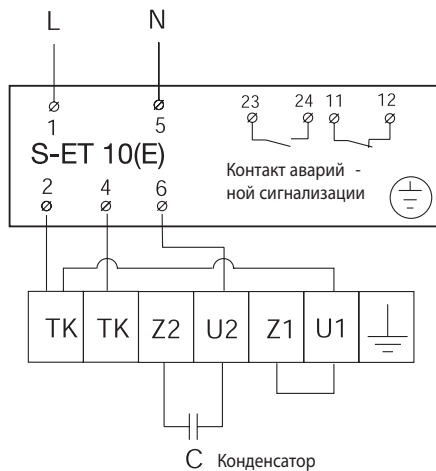 L N
1 5 23 24 11 12
S-ET 10(E)
Контакт аварий -
ной сигнализации
2 4 6
TK TK Z2 U2 Z1 U1
C Конденсатор